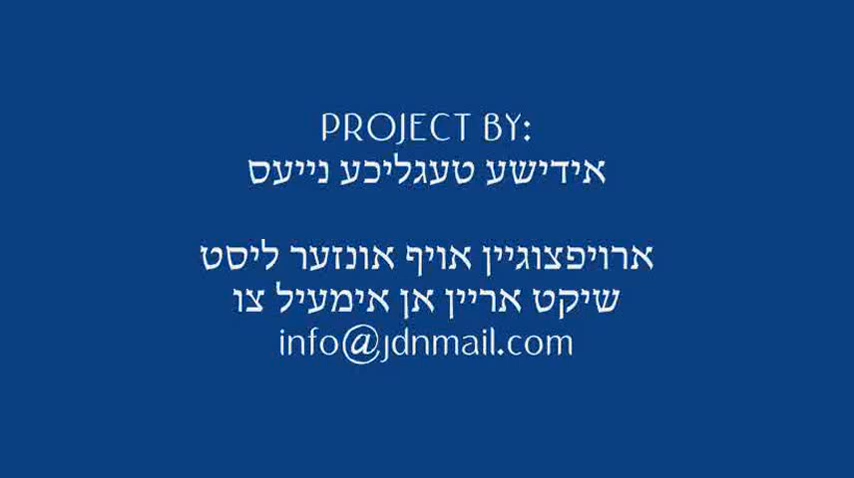 PROJECT BY:
אידישע טעגליכע נייעס
ארויפצוגיין אויף אונזער ליסט
שיקט אריין אן אימעיל צו
info@jdnmail.com